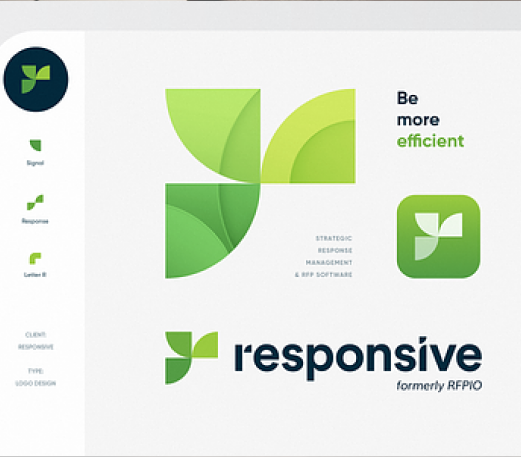 Signal
Response
Letter R
CLIENT:
RESPONSIVE
TYPE:
LOGO DESIGN
Be
more
efficient
STRATEGIC
RESPONSE
MANAGEMENT
& RFP SOFTWARE
responsive
formerly RFPIO